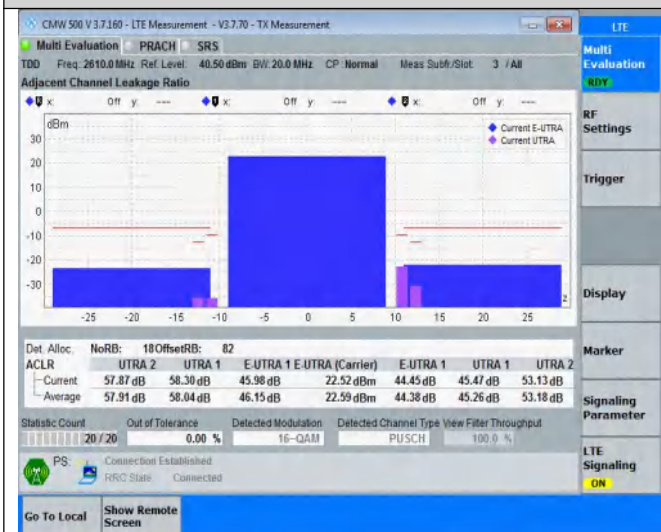 CMW 500 V 3.7.160 - LTE Measurement - V3.7.70 - TX Measurement
LTE
Multi Evaluation PRACH SRS
Multi Evaluation
RDY
TDD Freq: 2610.0 MHz Ref. Level: 40.50 dBm BW: 20.0 MHz CP: Normal Meas Subfr./Slot: 3 / All
Adjacent Channel Leakage Ratio
x: Off y: --- x: Off y: --- x: Off y: ---
dBm
Current E-UTRA
Current UTRA
30
20
10
0
-10
-20
-30
-25 -20 -15 -10 -5 0 5 10 15 20 25
z
RF Settings
Trigger
Display
Marker
Signaling Parameter
LTE Signaling
ON
Det. Alloc. NoRB: 18 OffsetRB: 82
ACLR UTRA 2 UTRA 1 E-UTRA 1 E-UTRA (Carrier) E-UTRA 1 UTRA 1 UTRA 2
Current 57.87 dB 58.30 dB 45.98 dB 22.52 dBm 44.45 dB 45.47 dB 53.13 dB
Average 57.91 dB 58.04 dB 46.15 dB 22.59 dBm 44.38 dB 45.26 dB 53.18 dB
Statistic Count Out of Tolerance Detected Modulation Detected Channel Type View Filter Throughput
20 / 20 0.00 % 16-QAM PUSCH 100.0 %
PS: Connection Established
RRC State Connected
Go To Local
Show Remote Screen